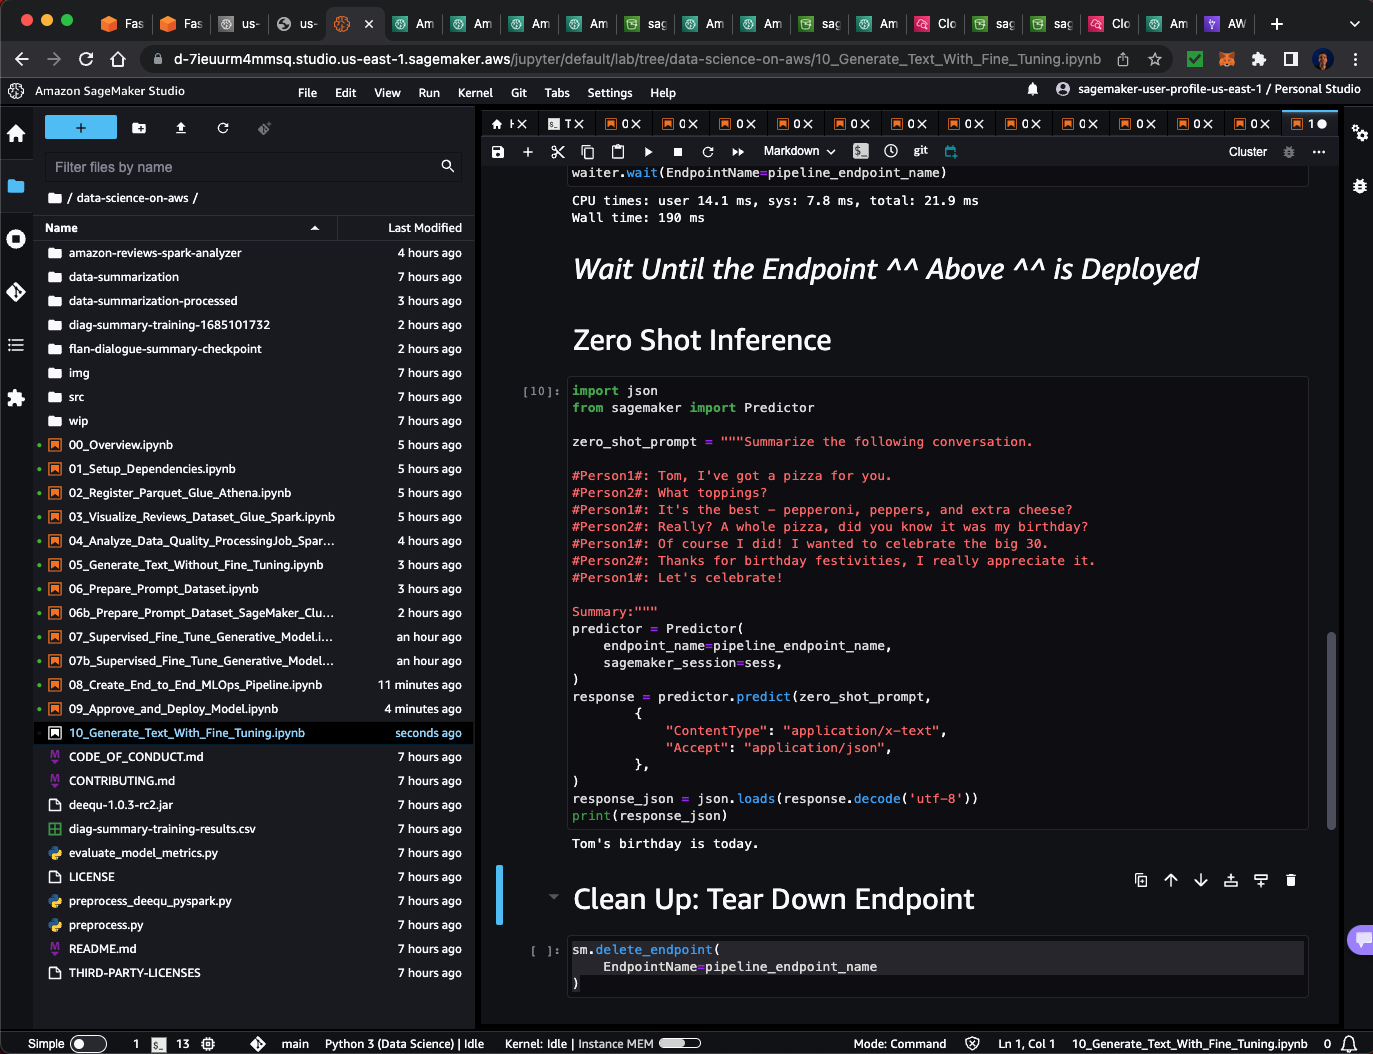 Fas
Fas
us-
us-
Am
Am
Am
Am
sag
Am
Am
sag
Am
Clo
sag
sag
Clo
Am
AW
d-7ieuurm4mmsq.studio.us-east-1.sagemaker.aws/jupyter/default/lab/tree/data-science-on-aws/10_Generate_Text_With_Fine_Tuning.ipynb
Amazon SageMaker Studio
File Edit View Run Kernel Git Tabs Settings Help
sagemaker-user-profile-us-east-1 / Personal Studio
Filter files by name
/ data-science-on-aws /
Name Last Modified
amazon-reviews-spark-analyzer 4 hours ago
data-summarization 7 hours ago
data-summarization-processed 3 hours ago
diag-summary-training-1685101732 2 hours ago
flan-dialogue-summary-checkpoint 2 hours ago
img 7 hours ago
src 7 hours ago
wip 7 hours ago
00_Overview.ipynb 5 hours ago
01_Setup_Dependencies.ipynb 5 hours ago
02_Register_Parquet_Glue_Athena.ipynb 5 hours ago
03_Visualize_Reviews_Dataset_Glue_Spark.ipynb 5 hours ago
04_Analyze_Data_Quality_ProcessingJob_Spar... 4 hours ago
05_Generate_Text_Without_Fine_Tuning.ipynb 3 hours ago
06_Prepare_Prompt_Dataset.ipynb 3 hours ago
06b_Prepare_Prompt_Dataset_SageMaker_Clu... 2 hours ago
07_Supervised_Fine_Tune_Generative_Model.i... an hour ago
07b_Supervised_Fine_Tune_Generative_Model... an hour ago
08_Create_End_to_End_MLOps_Pipeline.ipynb 11 minutes ago
09_Approve_and_Deploy_Model.ipynb 4 minutes ago
10_Generate_Text_With_Fine_Tuning.ipynb seconds ago
CODE_OF_CONDUCT.md 7 hours ago
CONTRIBUTING.md 7 hours ago
deequ-1.0.3-rc2.jar 7 hours ago
diag-summary-training-results.csv 7 hours ago
evaluate_model_metrics.py 7 hours ago
LICENSE 7 hours ago
preprocess_deequ_pyspark.py 7 hours ago
preprocess.py 7 hours ago
README.md 7 hours ago
THIRD-PARTY-LICENSES 7 hours ago
T 0 0 0 0 0 0 0 0 0 0 0 0 1
Markdown git Cluster
waiter.wait(EndpointName=pipeline_endpoint_name)
CPU times: user 14.1 ms, sys: 7.8 ms, total: 21.9 ms
Wall time: 190 ms
Wait Until the Endpoint ^^ Above ^^ is Deployed
Zero Shot Inference
[10]:
import json
from sagemaker import Predictor
zero_shot_prompt = """Summarize the following conversation.
#Person1#: Tom, I've got a pizza for you.
#Person2#: What toppings?
#Person1#: It's the best – pepperoni, peppers, and extra cheese?
#Person2#: Really? A whole pizza, did you know it was my birthday?
#Person1#: Of course I did! I wanted to celebrate the big 30.
#Person2#: Thanks for birthday festivities, I really appreciate it.
#Person1#: Let's celebrate!
Summary:"""
predictor = Predictor(
endpoint_name=pipeline_endpoint_name,
sagemaker_session=sess,
)
response = predictor.predict(zero_shot_prompt,
{
"ContentType": "application/x-text",
"Accept": "application/json",
},
)
response_json = json.loads(response.decode('utf-8'))
print(response_json)
Tom's birthday is today.
Clean Up: Tear Down Endpoint
[ ]:
sm.delete_endpoint(
EndpointName=pipeline_endpoint_name
)
Simple 1 $_ 13 main Python 3 (Data Science) | Idle Kernel: Idle | Instance MEM Mode: Command Ln 1, Col 1 10_Generate_Text_With_Fine_Tuning.ipynb 0